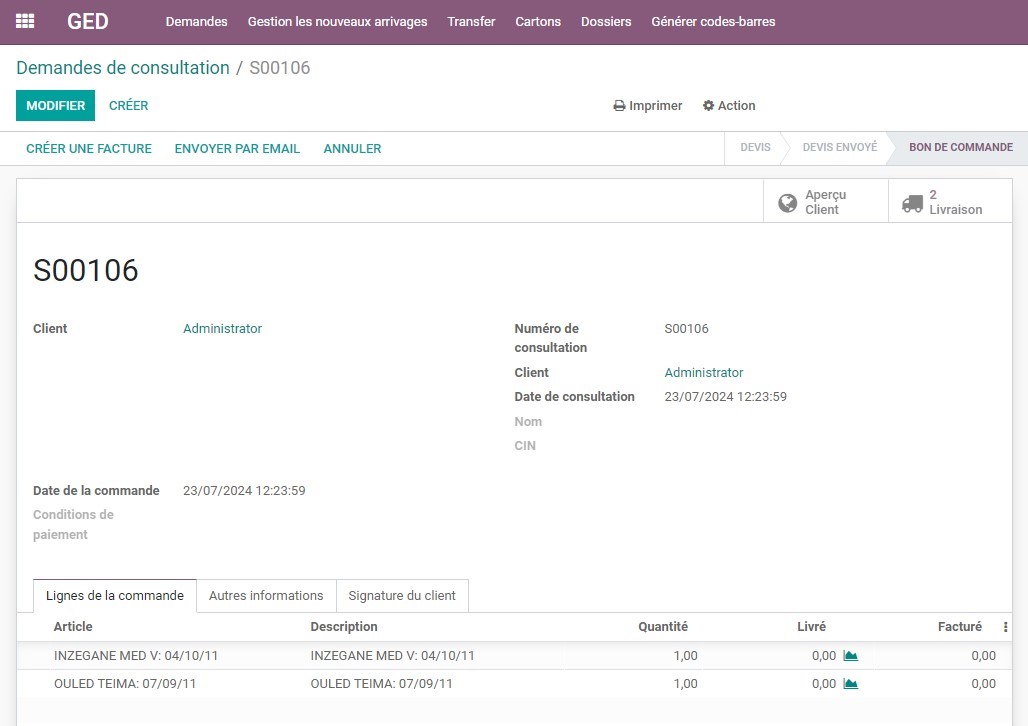 GED Demandes Gestion les nouveaux arrivages Transfer Cartons Dossiers Générer codes-barres
Demandes de consultation / S00106
MODIFIER CRÉER Imprimer Action
CRÉER UNE FACTURE ENVOYER PAR EMAIL ANNULER DEVIS DEVIS ENVOYÉ BON DE COMMANDE
Aperçu
Client
2
Livraison
S00106
Client Administrator
Numéro de
consultation
S00106
Client Administrator
Date de consultation 23/07/2024 12:23:59
Nom
CIN
Date de la commande 23/07/2024 12:23:59
Conditions de
paiement
Lignes de la commande Autres informations Signature du client
Article Description Quantité Livré Facturé
INZEGANE MED V: 04/10/11 INZEGANE MED V: 04/10/11 1,00 0,00 0,00
OULED TEIMA: 07/09/11 OULED TEIMA: 07/09/11 1,00 0,00 0,00